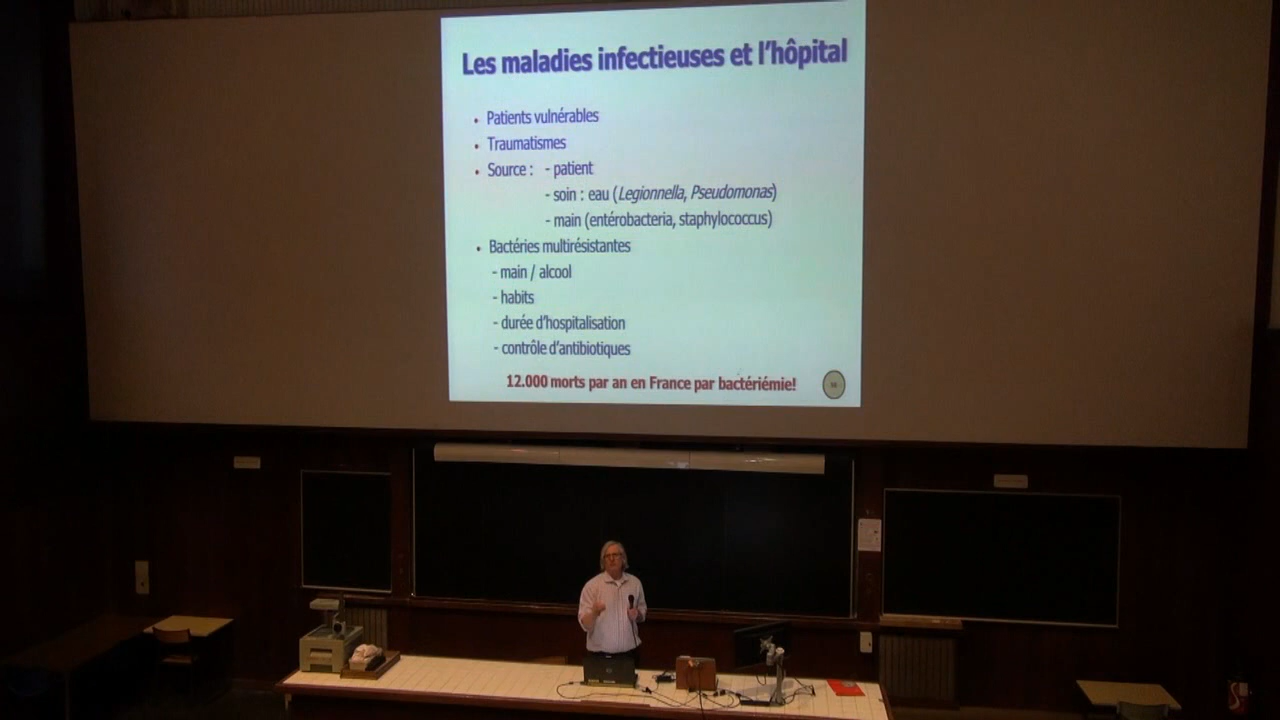 Les maladies infectieuses et l'hôpital
• Patients vulnérables
• Traumatismes
• Source : - patient
- soin : eau (Legionnella, Pseudomonas)
- main (entérobacteria, staphylococcus)
• Bactéries multirésistantes
- main / alcool
- habits
- durée d'hospitalisation
- contrôle d'antibiotiques
12.000 morts par an en France par bactériémie!